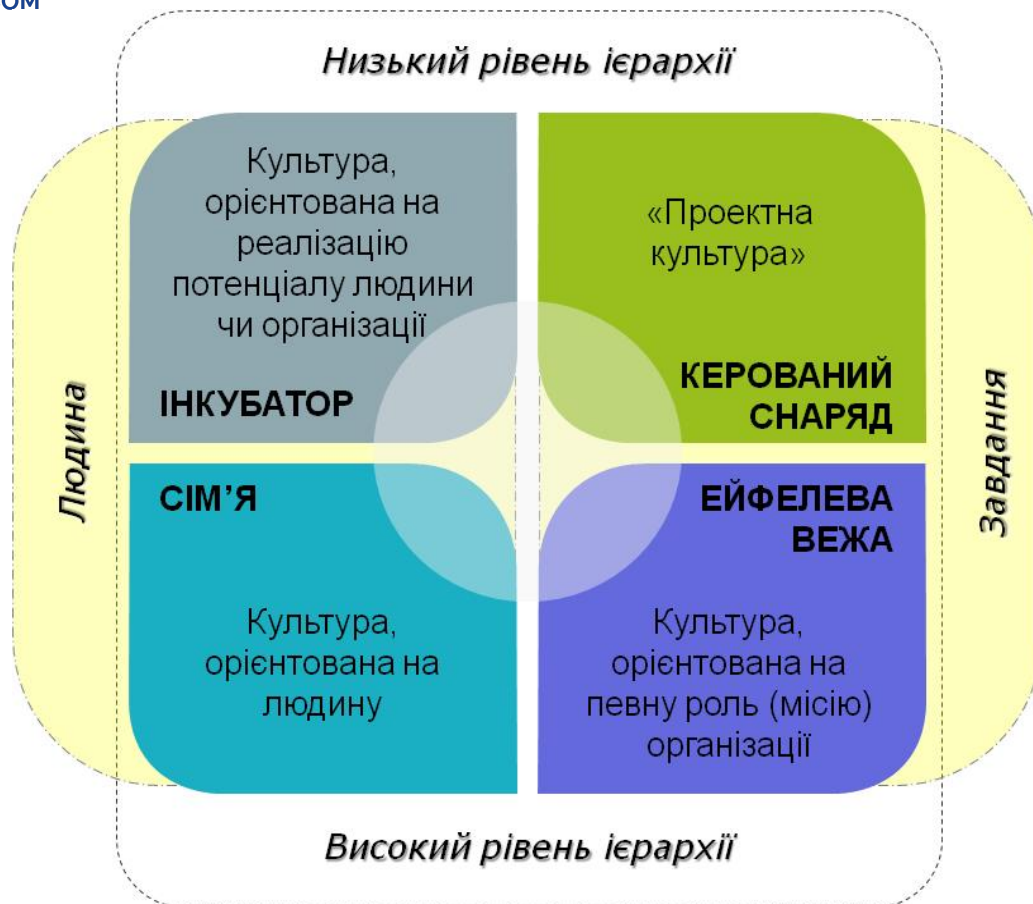 ом
Низький рівень ієрархії
Культура,
орієнтована на
реалізацію
потенціалу людини
чи організації
ІНКУБАТОР
«Проектна
культура»
КЕРОВАНИЙ
СНАРЯД
Людина
Завдання
СІМ’Я
Культура,
орієнтована на
людину
ЕЙФЕЛЕВА
ВЕЖА
Культура,
орієнтована на
певну роль (місію)
організації
Високий рівень ієрархії